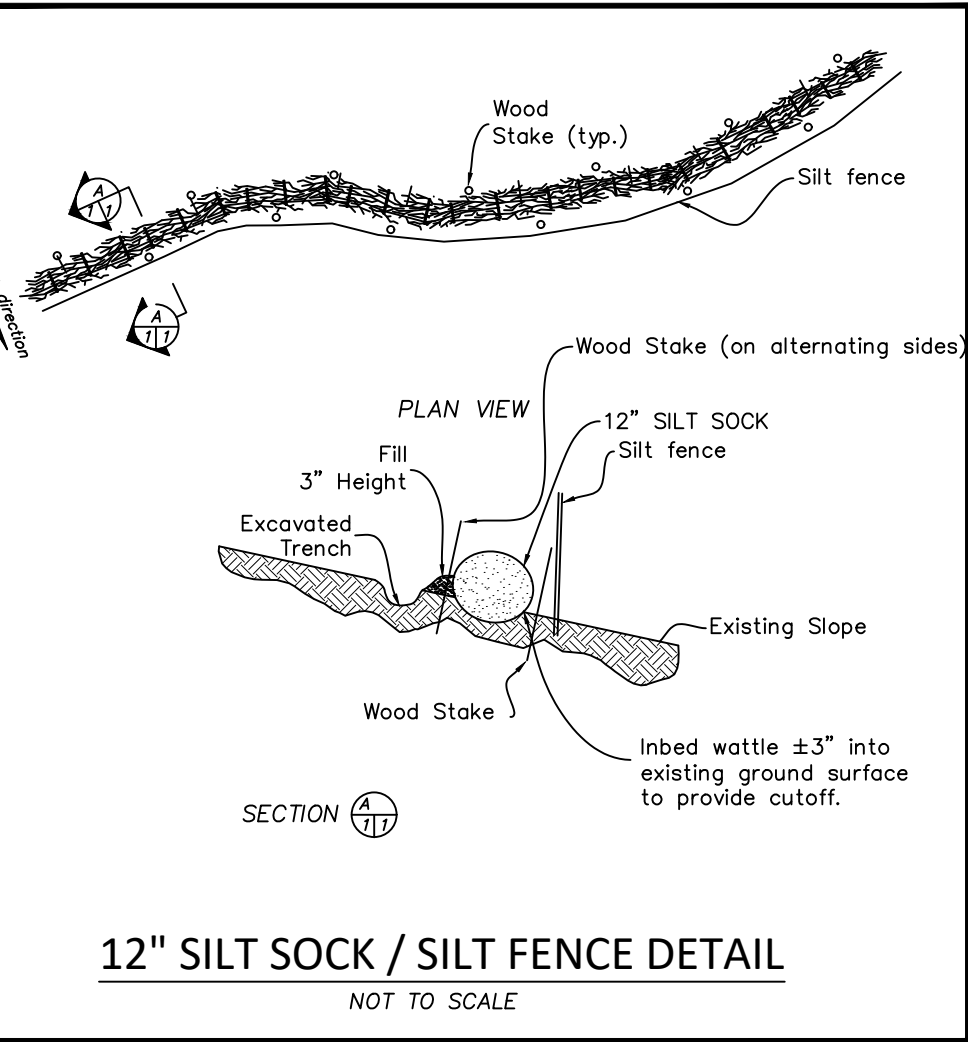 Wood
Stake (typ.)
Silt fence
A
1 1
direction
A
1 1
Wood Stake (on alternating sides)
PLAN VIEW
12” SILT SOCK
Silt fence
Fill
3” Height
Excavated
Trench
Existing Slope
Wood Stake
Inbed wattle ±3” into
existing ground surface
to provide cutoff.
SECTION
A
1 1
12" SILT SOCK / SILT FENCE DETAIL
NOT TO SCALE